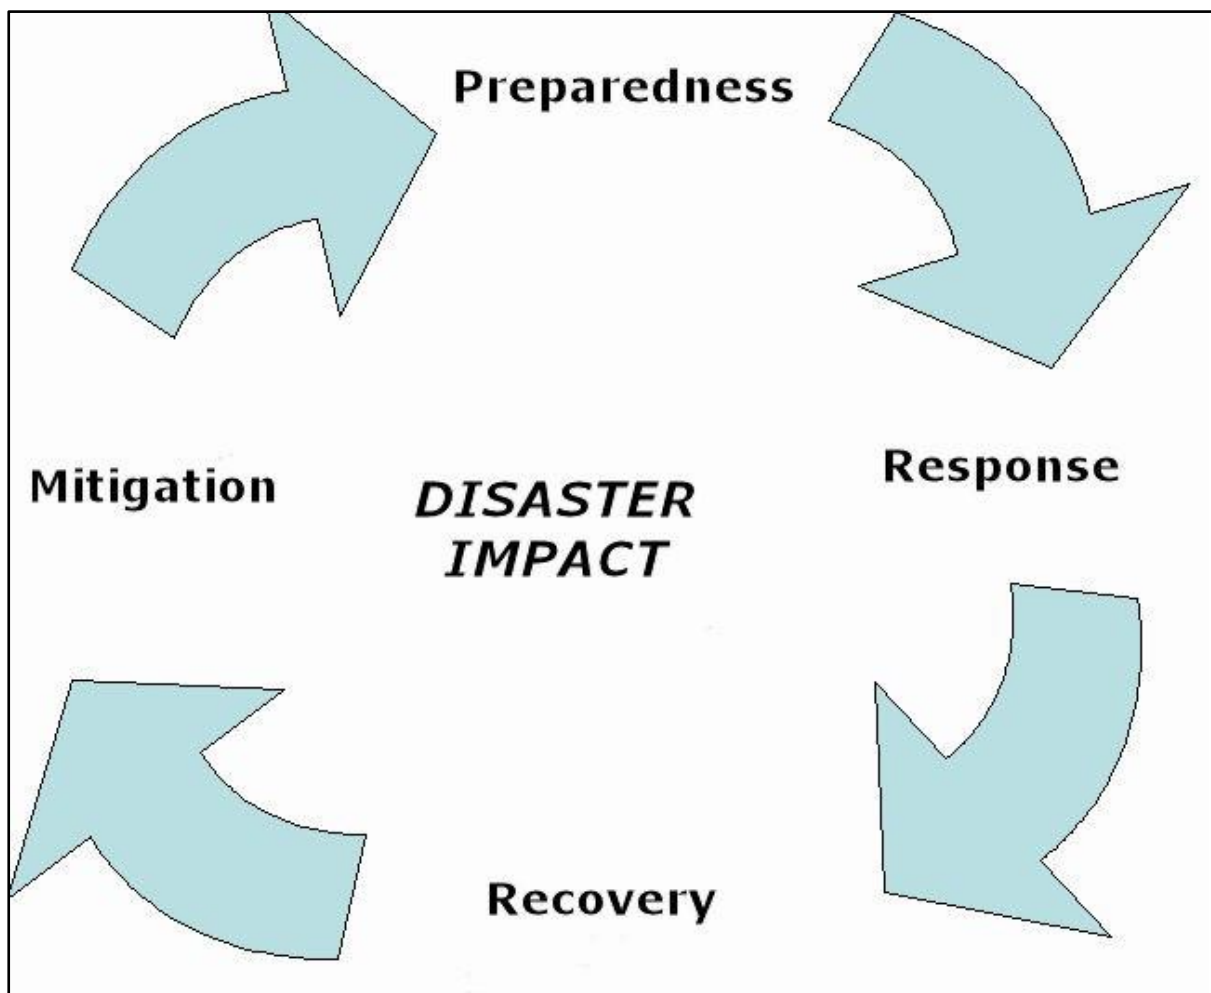 Preparedness
Response
Mitigation
DISASTER
IMPACT
Recovery